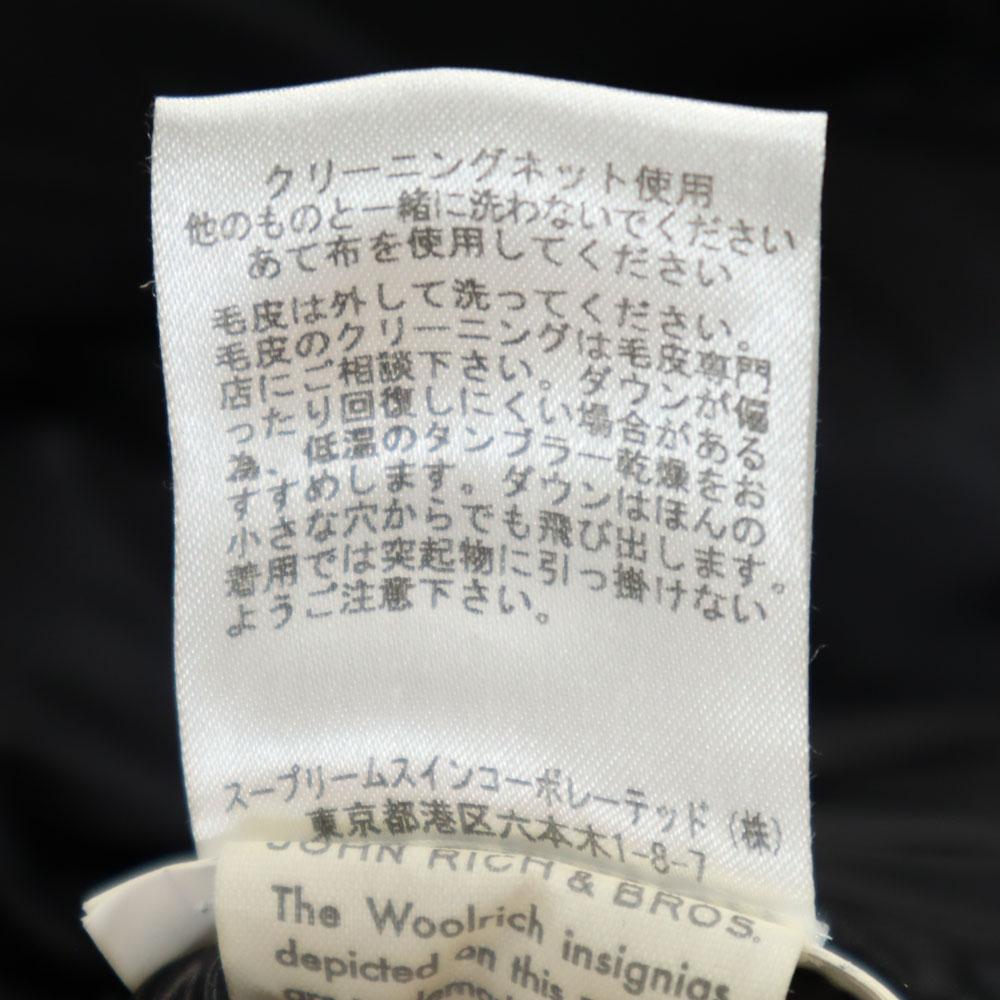 クリーニングネット使用
他のものと一緒に洗わないでください
あて布を使用してください
毛皮は外して洗ってください。
毛皮のクリーニングは毛皮専門
店にご相談下さい。ダウンが偏
ったり回復しにくい場合がある
為、低温のタンブラー乾燥をお
すすめします。ダウンはほんの
小さな穴からでも飛び出します。
着用では突起物に引っ掛けない
ようご注意下さい。
スープリームスインコーポレーテッド（株）
東京都港区六本木1-8-7
JOHN RICH & BROS.
The Woolrich insignias
depicted on this